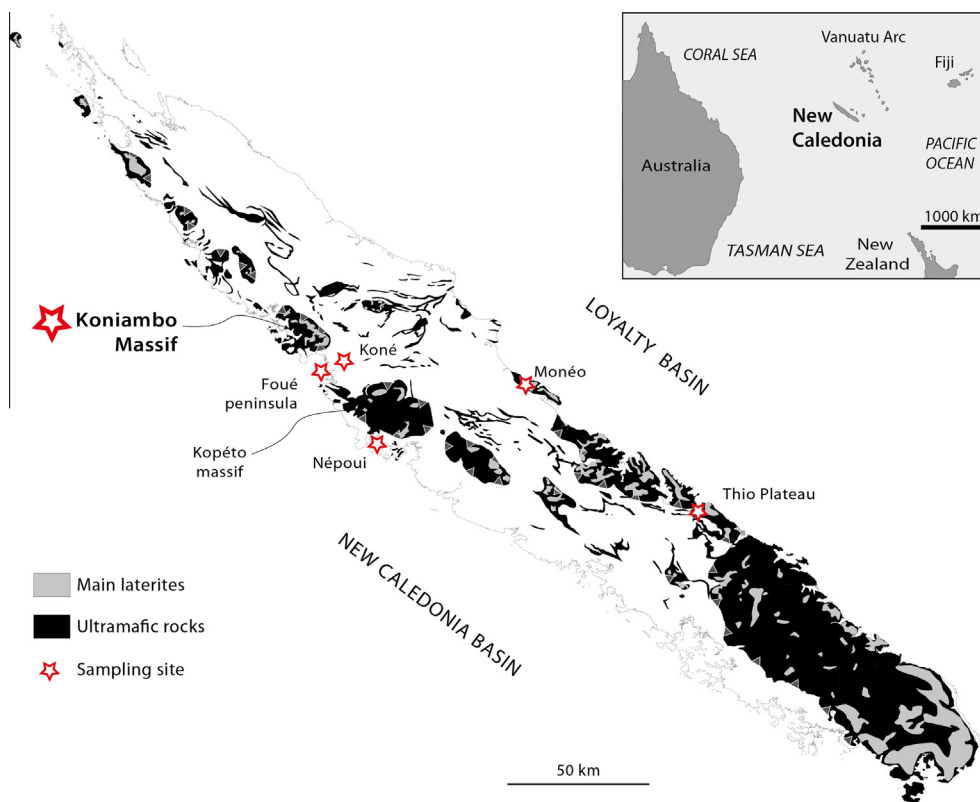 CORAL SEA
Vanuatu Arc
Fiji
New
Caledonia
PACIFIC
OCEAN
Australia
1000 km
TASMAN SEA
New
Zealand
LOYALTY BASIN
Koniambo
Massif
Koné
Foué
peninsula
Monéo
Kopéto
massif
Népoui
Thio Plateau
NEW CALEDONIA BASIN
Main laterites
Ultramafic rocks
Sampling site
50 km